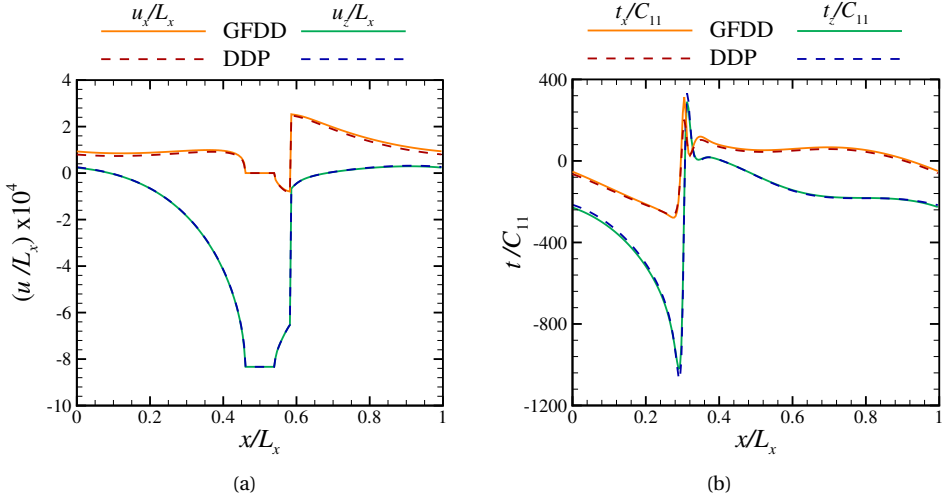 u_x/L_x GFDD u_z/L_x
DDP
4
2
0
-2
-4
-6
-8
-10
(u /L_x) x10^4
0 0.2 0.4 0.6 0.8 1
x/L_x
(a)
t_x/C_11 GFDD t_z/C_11
DDP
400
0
-400
-800
-1200
t /C_11
0 0.2 0.4 0.6 0.8 1
x/L_x
(b)